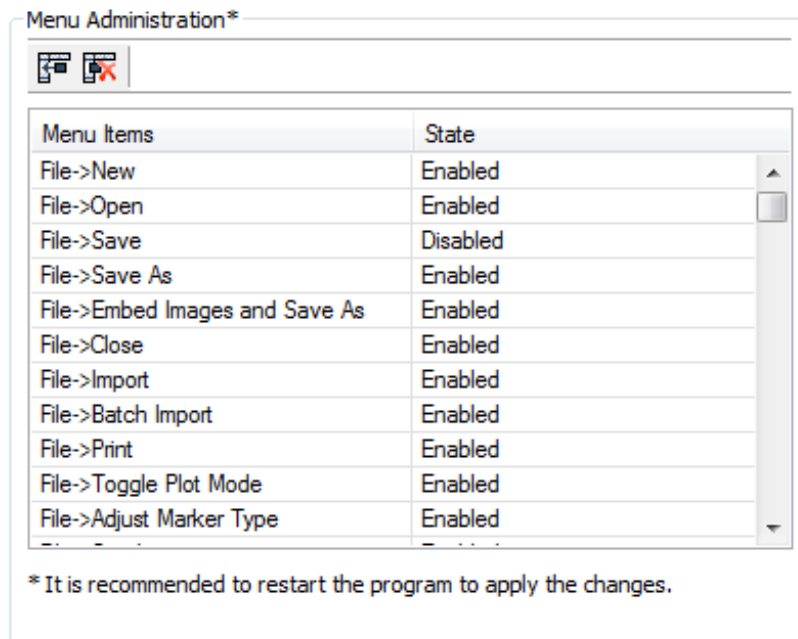 Menu Administration*
Menu Items State
File->New Enabled
File->Open Enabled
File->Save Disabled
File->Save As Enabled
File->Embed Images and Save As Enabled
File->Close Enabled
File->Import Enabled
File->Batch Import Enabled
File->Print Enabled
File->Toggle Plot Mode Enabled
File->Adjust Marker Type Enabled
* It is recommended to restart the program to apply the changes.